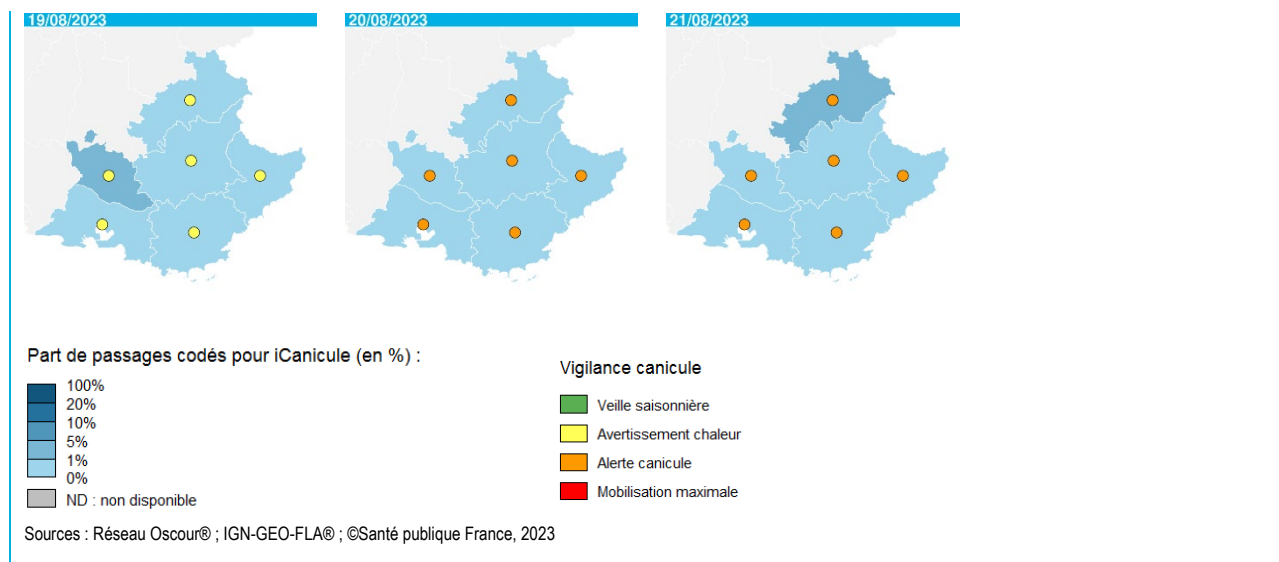 19/08/2023
20/08/2023
21/08/2023
Part de passages codés pour iCanicule (en %) :
100%
20%
10%
5%
1%
0%
ND : non disponible
Vigilance canicule
Veille saisonnière
Avertissement chaleur
Alerte canicule
Mobilisation maximale
Sources : Réseau Oscour® ; IGN-GEO-FLA® ; ©Santé publique France, 2023